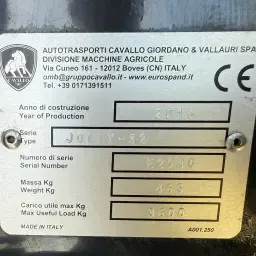 AUTOTRASPORTI CAVALLO GIORDANO & VALLAURI SPA
DIVISIONE MACCHINE AGRICOLE
Via Cuneo 161 - 12012 Boves (CN) ITALY
amb@gruppocavallo.it - www.eurospand.it
Tel. +39 0171391511
CAVALLO
CE
Anno di costruzione
Year of Production
Serie
Type
Numero di serie
Serial Number
Massa Kg
Weight Kg
Carico utile max Kg
Max Useful Load Kg
MADE IN ITALY
A001.250